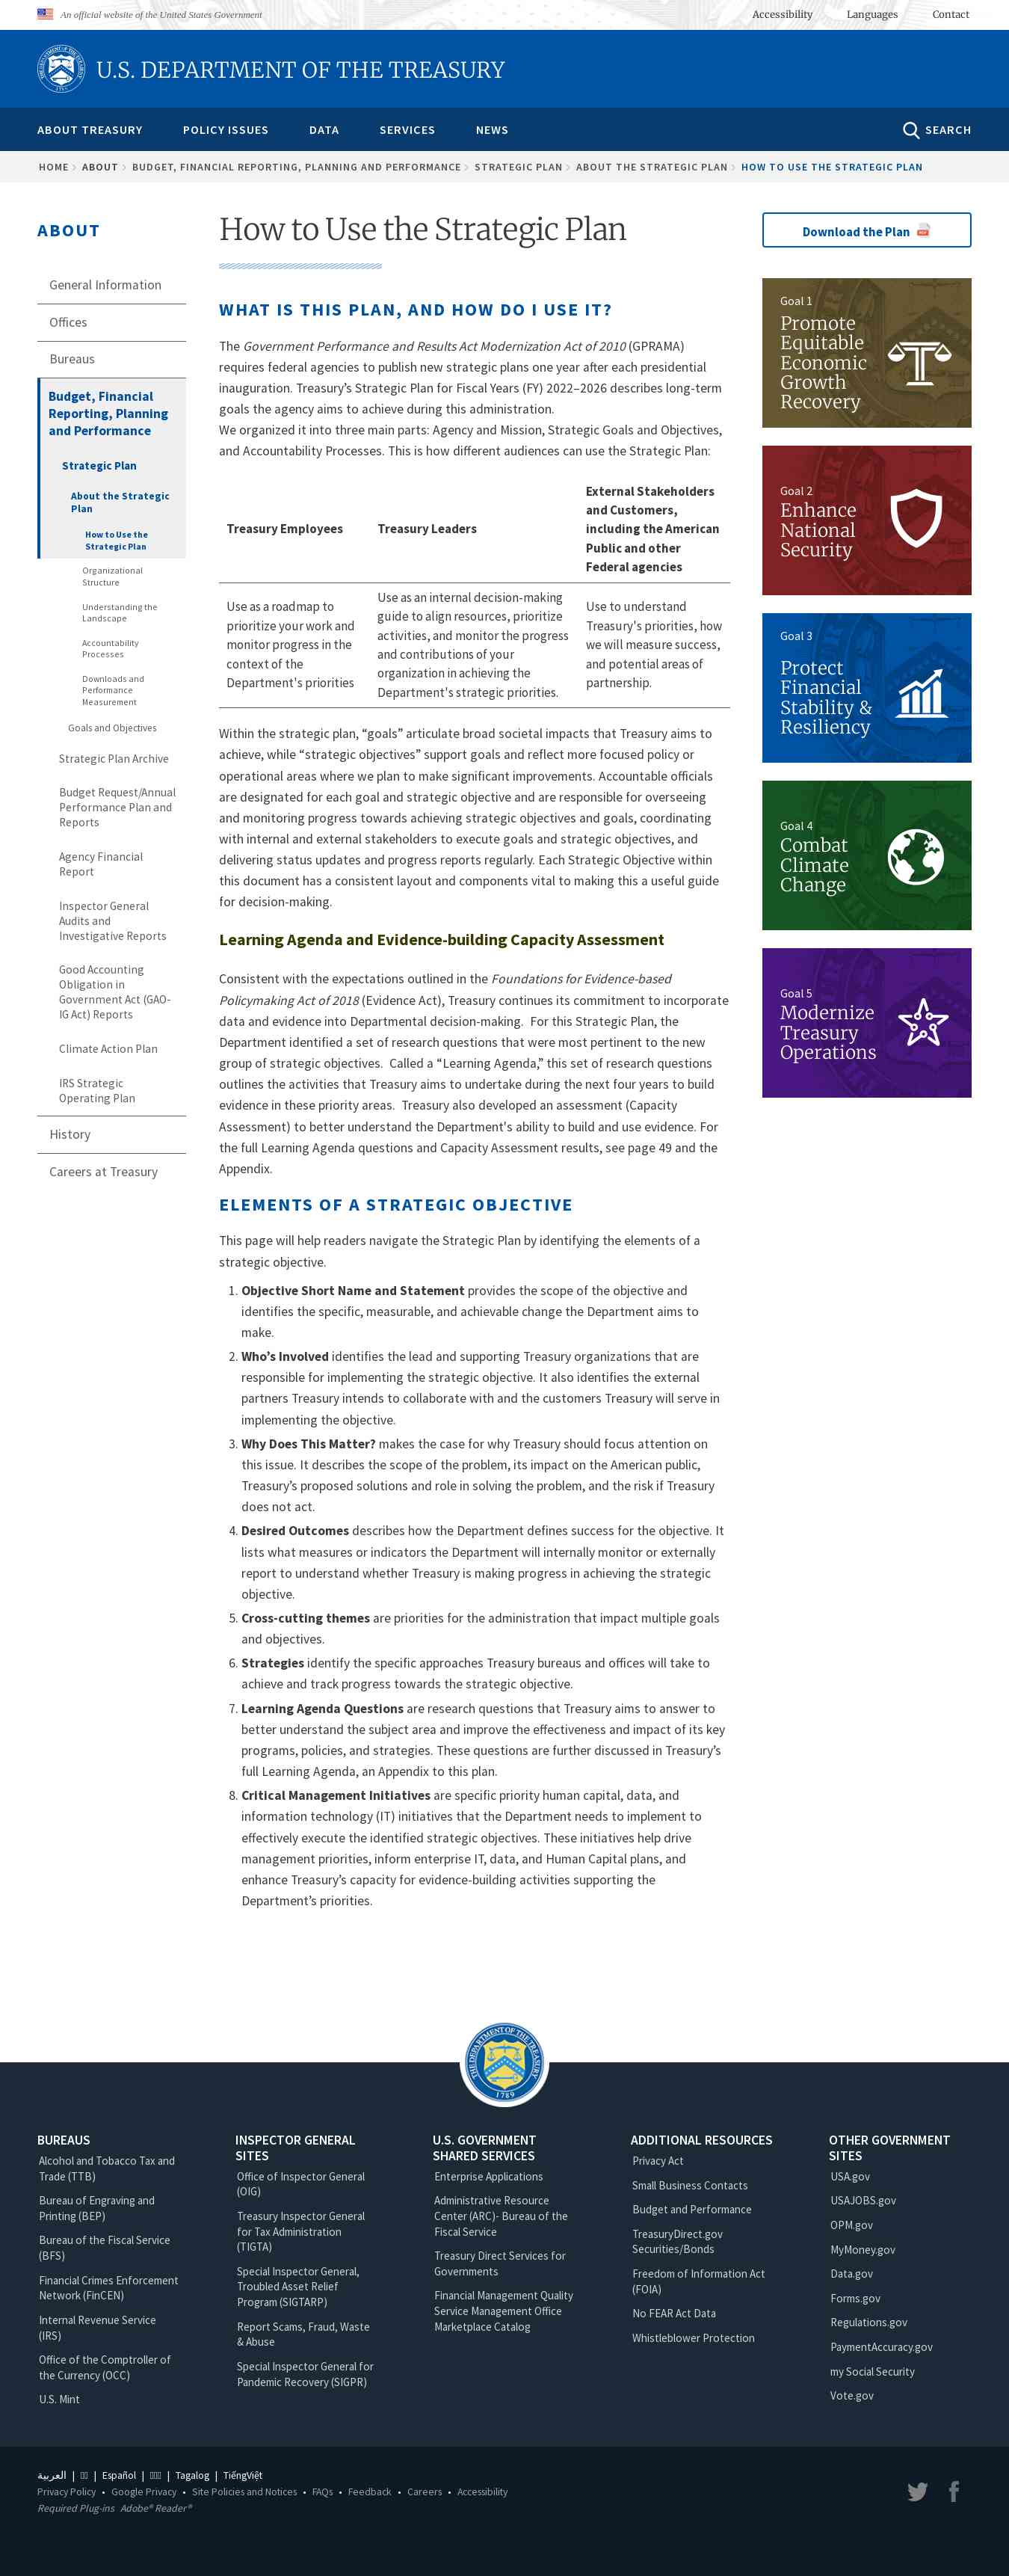 An official website of the United States Government
Accessibility
Languages
Contact
U.S. DEPARTMENT OF THE TREASURY
ABOUT TREASURY
POLICY ISSUES
DATA
SERVICES
NEWS
SEARCH
HOME
ABOUT
BUDGET, FINANCIAL REPORTING, PLANNING AND PERFORMANCE
STRATEGIC PLAN
ABOUT THE STRATEGIC PLAN
HOW TO USE THE STRATEGIC PLAN
ABOUT
General Information
Offices
Bureaus
Budget, Financial
Reporting, Planning
and Performance
Strategic Plan
About the Strategic
Plan
How to Use the
Strategic Plan
Organizational
Structure
Understanding the
Landscape
Accountability
Processes
Downloads and
Performance
Measurement
Goals and Objectives
Strategic Plan Archive
Budget Request/Annual
Performance Plan and
Reports
Agency Financial
Report
Inspector General
Audits and
Investigative Reports
Good Accounting
Obligation in
Government Act (GAO-
IG Act) Reports
Climate Action Plan
IRS Strategic
Operating Plan
History
Careers at Treasury
How to Use the Strategic Plan
WHAT IS THIS PLAN, AND HOW DO I USE IT?
The Government Performance and Results Act Modernization Act of 2010 (GPRAMA)
requires federal agencies to publish new strategic plans one year after each presidential
inauguration. Treasury’s Strategic Plan for Fiscal Years (FY) 2022–2026 describes long-term
goals the agency aims to achieve during this administration.
We organized it into three main parts: Agency and Mission, Strategic Goals and Objectives,
and Accountability Processes. This is how different audiences can use the Strategic Plan:
Treasury Employees
Treasury Leaders
External Stakeholders
and Customers,
including the American
Public and other
Federal agencies
Use as a roadmap to
prioritize your work and
monitor progress in the
context of the
Department's priorities
Use as an internal decision-making
guide to align resources, prioritize
activities, and monitor the progress
and contributions of your
organization in achieving the
Department's strategic priorities.
Use to understand
Treasury's priorities, how
we will measure success,
and potential areas of
partnership.
Within the strategic plan, “goals” articulate broad societal impacts that Treasury aims to
achieve, while “strategic objectives” support goals and reflect more focused policy or
operational areas where we plan to make significant improvements. Accountable officials
are designated for each goal and strategic objective and are responsible for overseeing
and monitoring progress towards achieving strategic objectives and goals, coordinating
with internal and external stakeholders to execute goals and strategic objectives, and
delivering status updates and progress reports regularly. Each Strategic Objective within
this document has a consistent layout and components vital to making this a useful guide
for decision-making.
Learning Agenda and Evidence-building Capacity Assessment
Consistent with the expectations outlined in the Foundations for Evidence-based
Policymaking Act of 2018 (Evidence Act), Treasury continues its commitment to incorporate
data and evidence into Departmental decision-making. For this Strategic Plan, the
Department identified a set of research questions that were most pertinent to the new
group of strategic objectives. Called a “Learning Agenda,” this set of research questions
outlines the activities that Treasury aims to undertake during the next four years to build
evidence in these priority areas. Treasury also developed an assessment (Capacity
Assessment) to better understand the Department's ability to build and use evidence. For
the full Learning Agenda questions and Capacity Assessment results, see page 49 and the
Appendix.
ELEMENTS OF A STRATEGIC OBJECTIVE
This page will help readers navigate the Strategic Plan by identifying the elements of a
strategic objective.
1. Objective Short Name and Statement provides the scope of the objective and
identifies the specific, measurable, and achievable change the Department aims to
make.
2. Who’s Involved identifies the lead and supporting Treasury organizations that are
responsible for implementing the strategic objective. It also identifies the external
partners Treasury intends to collaborate with and the customers Treasury will serve in
implementing the objective.
3. Why Does This Matter? makes the case for why Treasury should focus attention on
this issue. It describes the scope of the problem, its impact on the American public,
Treasury’s proposed solutions and role in solving the problem, and the risk if Treasury
does not act.
4. Desired Outcomes describes how the Department defines success for the objective. It
lists what measures or indicators the Department will internally monitor or externally
report to understand whether Treasury is making progress in achieving the strategic
objective.
5. Cross-cutting themes are priorities for the administration that impact multiple goals
and objectives.
6. Strategies identify the specific approaches Treasury bureaus and offices will take to
achieve and track progress towards the strategic objective.
7. Learning Agenda Questions are research questions that Treasury aims to answer to
better understand the subject area and improve the effectiveness and impact of its key
programs, policies, and strategies. These questions are further discussed in Treasury’s
full Learning Agenda, an Appendix to this plan.
8. Critical Management Initiatives are specific priority human capital, data, and
information technology (IT) initiatives that the Department needs to implement to
effectively execute the identified strategic objectives. These initiatives help drive
management priorities, inform enterprise IT, data, and Human Capital plans, and
enhance Treasury’s capacity for evidence-building activities supporting the
Department’s priorities.
Download the Plan
Goal 1
Promote
Equitable
Economic
Growth
Recovery
Goal 2
Enhance
National
Security
Goal 3
Protect
Financial
Stability &
Resiliency
Goal 4
Combat
Climate
Change
Goal 5
Modernize
Treasury
Operations
THE DEPARTMENT OF THE TREASURY
1789
BUREAUS
Alcohol and Tobacco Tax and
Trade (TTB)
Bureau of Engraving and
Printing (BEP)
Bureau of the Fiscal Service
(BFS)
Financial Crimes Enforcement
Network (FinCEN)
Internal Revenue Service
(IRS)
Office of the Comptroller of
the Currency (OCC)
U.S. Mint
INSPECTOR GENERAL
SITES
Office of Inspector General
(OIG)
Treasury Inspector General
for Tax Administration
(TIGTA)
Special Inspector General,
Troubled Asset Relief
Program (SIGTARP)
Report Scams, Fraud, Waste
& Abuse
Special Inspector General for
Pandemic Recovery (SIGPR)
U.S. GOVERNMENT
SHARED SERVICES
Enterprise Applications
Administrative Resource
Center (ARC)- Bureau of the
Fiscal Service
Treasury Direct Services for
Governments
Financial Management Quality
Service Management Office
Marketplace Catalog
ADDITIONAL RESOURCES
Privacy Act
Small Business Contacts
Budget and Performance
TreasuryDirect.gov
Securities/Bonds
Freedom of Information Act
(FOIA)
No FEAR Act Data
Whistleblower Protection
OTHER GOVERNMENT
SITES
USA.gov
USAJOBS.gov
OPM.gov
MyMoney.gov
Data.gov
Forms.gov
Regulations.gov
PaymentAccuracy.gov
my Social Security
Vote.gov
العربية | | Español | | Tagalog | TiếngViệt
Privacy Policy • Google Privacy • Site Policies and Notices • FAQs • Feedback • Careers • Accessibility
Required Plug-ins Adobe® Reader®